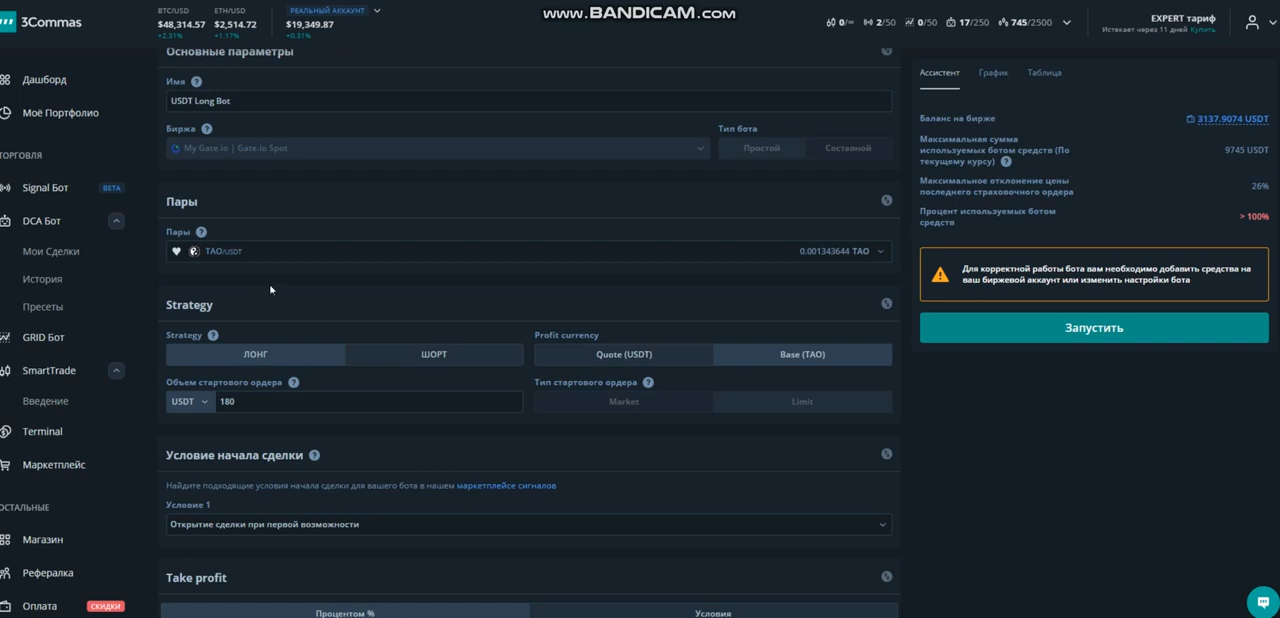 3Commas
BTC/USD
$48,314.57
+2.31%
ETH/USD
$2,514.72
+1.17%
РЕАЛЬНЫЙ АККАУНТ
$19,349.87
+0.31%
www.BANDICAM.com
0/∞
2/50
0/50
17/250
745/2500
EXPERT тариф
Истекает через 11 дней Купить
Дашборд
Моё Портфолио
ТОРГОВЛЯ
Signal Бот BETA
DCA Бот
Мои Сделки
История
Пресеты
GRID Бот
SmartTrade
Введение
Terminal
Маркетплейс
ОСТАЛЬНЫЕ
Магазин
Рефералка
Оплата СКИДКИ
Основные параметры
Имя ?
USDT Long Bot
Биржа ?
Тип бота
My Gate.io | Gate.io Spot
Простой
Составной
Пары
Пары ?
TAO/USDT
0.001343644 TAO
Strategy
Strategy ?
Profit currency
ЛОНГ
ШОРТ
Quote (USDT)
Base (TAO)
Объем стартового ордера ?
Тип стартового ордера ?
USDT
180
Market
Limit
Условие начала сделки ?
Найдите подходящие условия начала сделки для вашего бота в нашем маркетплейсе сигналов
Условие 1
Открытие сделки при первой возможности
Take profit
Процентом %
Условия
Ассистент
График
Таблица
Баланс на бирже
3137.9074 USDT
Максимальная сумма
используемых ботом средств (По
текущему курсу) ?
9745 USDT
Максимальное отклонение цены
последнего страховочного ордера
26%
Процент используемых ботом
средств
> 100%
Для корректной работы бота вам необходимо добавить средства на
ваш биржевой аккаунт или изменить настройки бота
Запустить